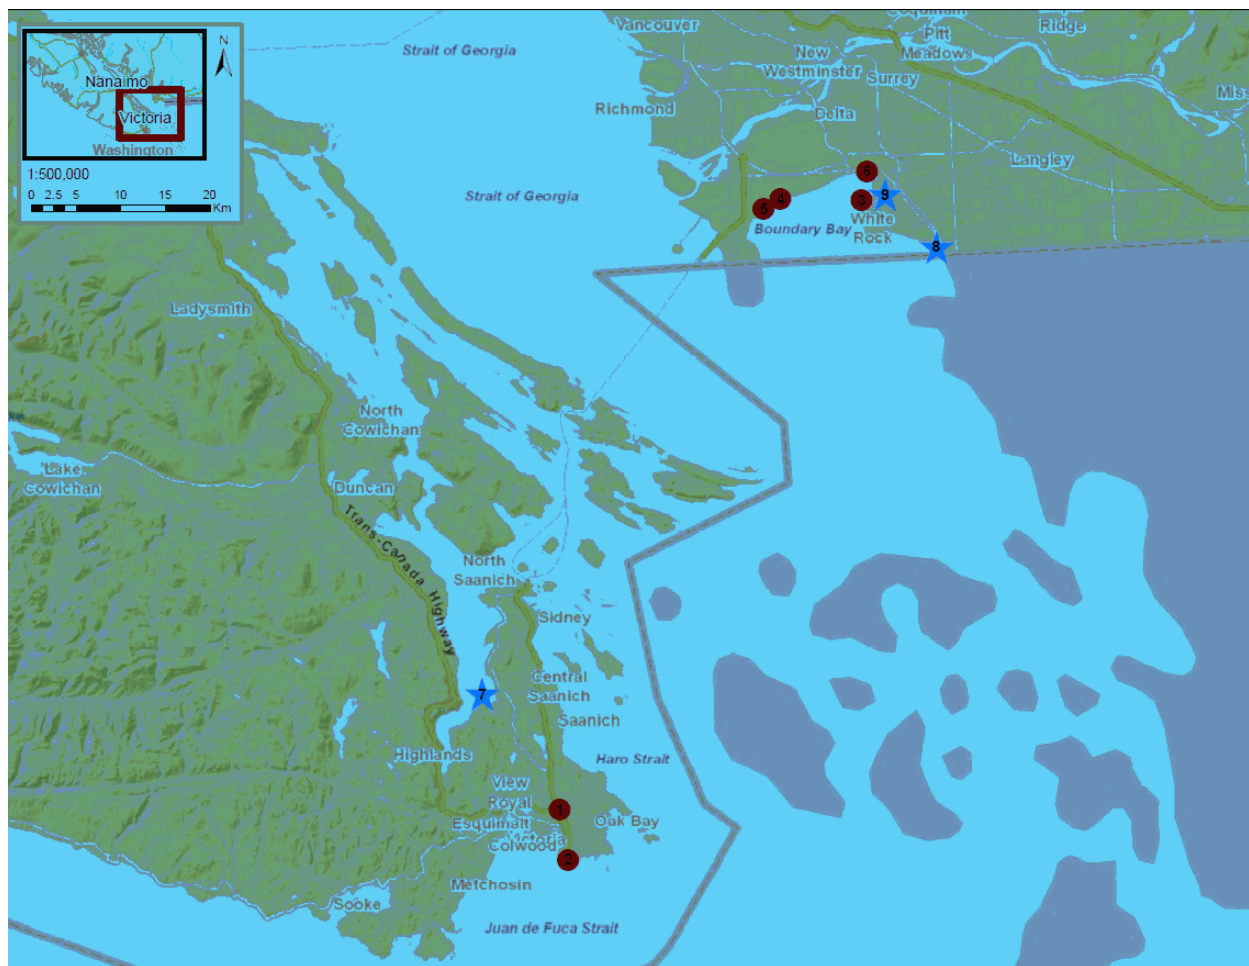 Vancouver
Coquitlam
Pitt
Meadows
Ridge
Strait of Georgia
New
Westminster
Surrey
Richmond
Delta
Langley
N
Nanaimo
Victoria
Washington
1:500,000
0 2.5 5 10 15 20
Km
Strait of Georgia
6
9
4
3
5
White
Rock
Boundary Bay
8
Ladysmith
North
Cowichan
Lake
Cowichan
Duncan
Trans-Canada Highway
North
Saanich
Sidney
Central
Saanich
7
Saanich
Highlands
Haro Strait
View
Royal
1
Esquimalt
Oak Bay
Victoria
Colwood
2
Metchosin
Sooke
Juan de Fuca Strait